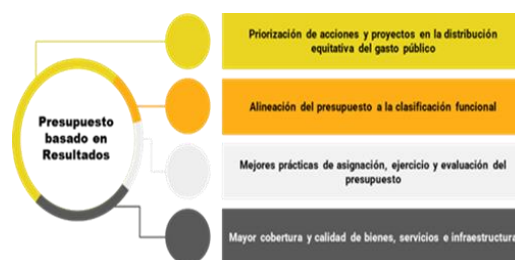 Presupuesto
basado en
Resultados
Priorización de acciones y proyectos en la distribución
equitativa del gasto público
Alineación del presupuesto a la clasificación funcional
Mejores prácticas de asignación, ejercicio y evaluación del
presupuesto
Mayor cobertura y calidad de bienes, servicios e infraestructura